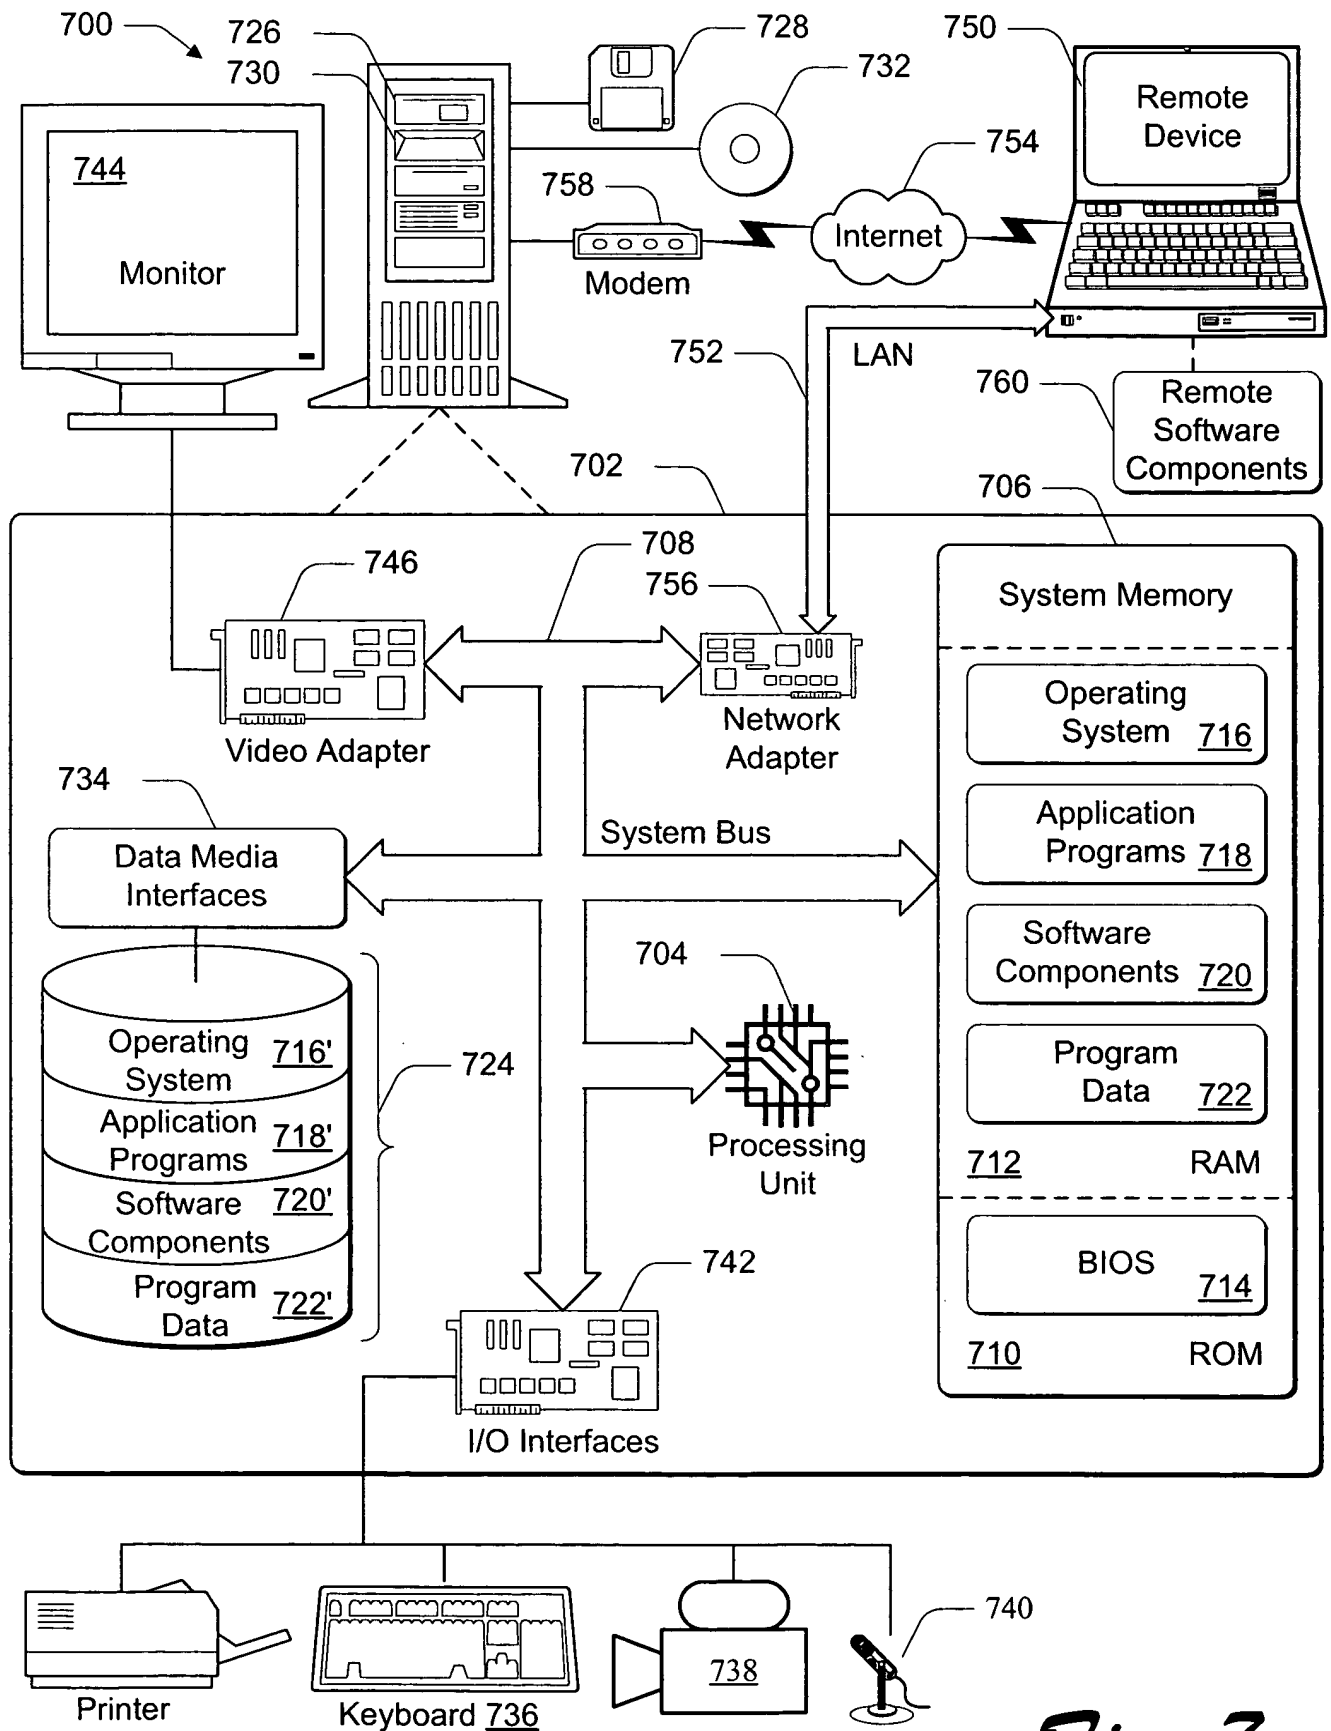 700
726
730
728
732
750
Remote
Device
744
Monitor
758
Modem
754
Internet
752
LAN
760
Remote
Software
Components
702
706
746
708
756
System Memory
Video Adapter
Network
Adapter
Operating
System 716
734
Data Media
Interfaces
System Bus
Application
Programs 718
Software
Components 720
704
Processing
Unit
Program
Data 722
712 RAM
Operating
System 716'
Application
Programs 718'
Software
Components 720'
Program
Data 722'
724
742
I/O Interfaces
BIOS 714
710 ROM
Printer
Keyboard 736
738
740